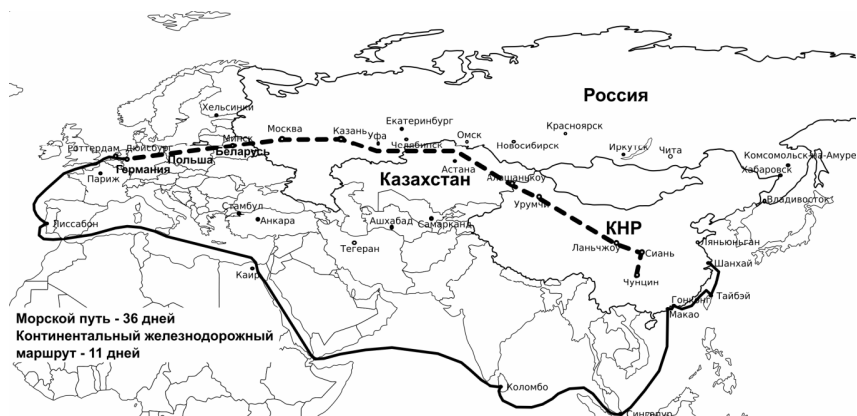 Россия
Хельсинки
Екатеринбург
Красноярск
Москва
Казань
Уфа
Челябинск
Омск
Новосибирск
Иркутск
Чита
Комсомольск-на-Амуре
Хабаровск
Владивосток
Роттердам
Дюйсбург
Минск
Беларусь
Польша
Германия
Париж
Астана
Казахстан
Алашанькоу
Урумчи
КНР
Лиссабон
Стамбул
Анкара
Ашхабад
Самарканд
Тегеран
Ланьчжоу
Сиань
Ляньюньган
Шанхай
Чунцин
Каир
Гонконг
Тайбэй
Макао
Морской путь - 36 дней
Континентальный железнодорожный
маршрут - 11 дней
Коломбо
Сингапур